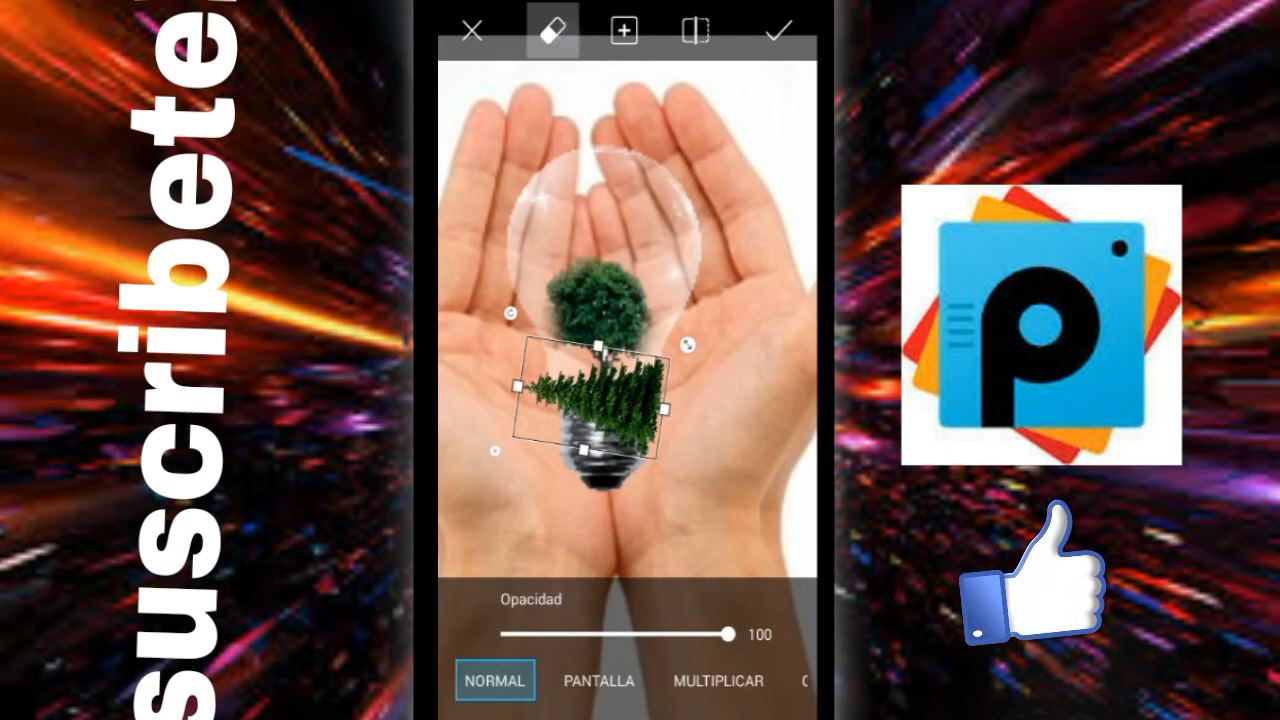 suscribete
Opacidad
100
NORMAL
PANTALLA
MULTIPLICAR